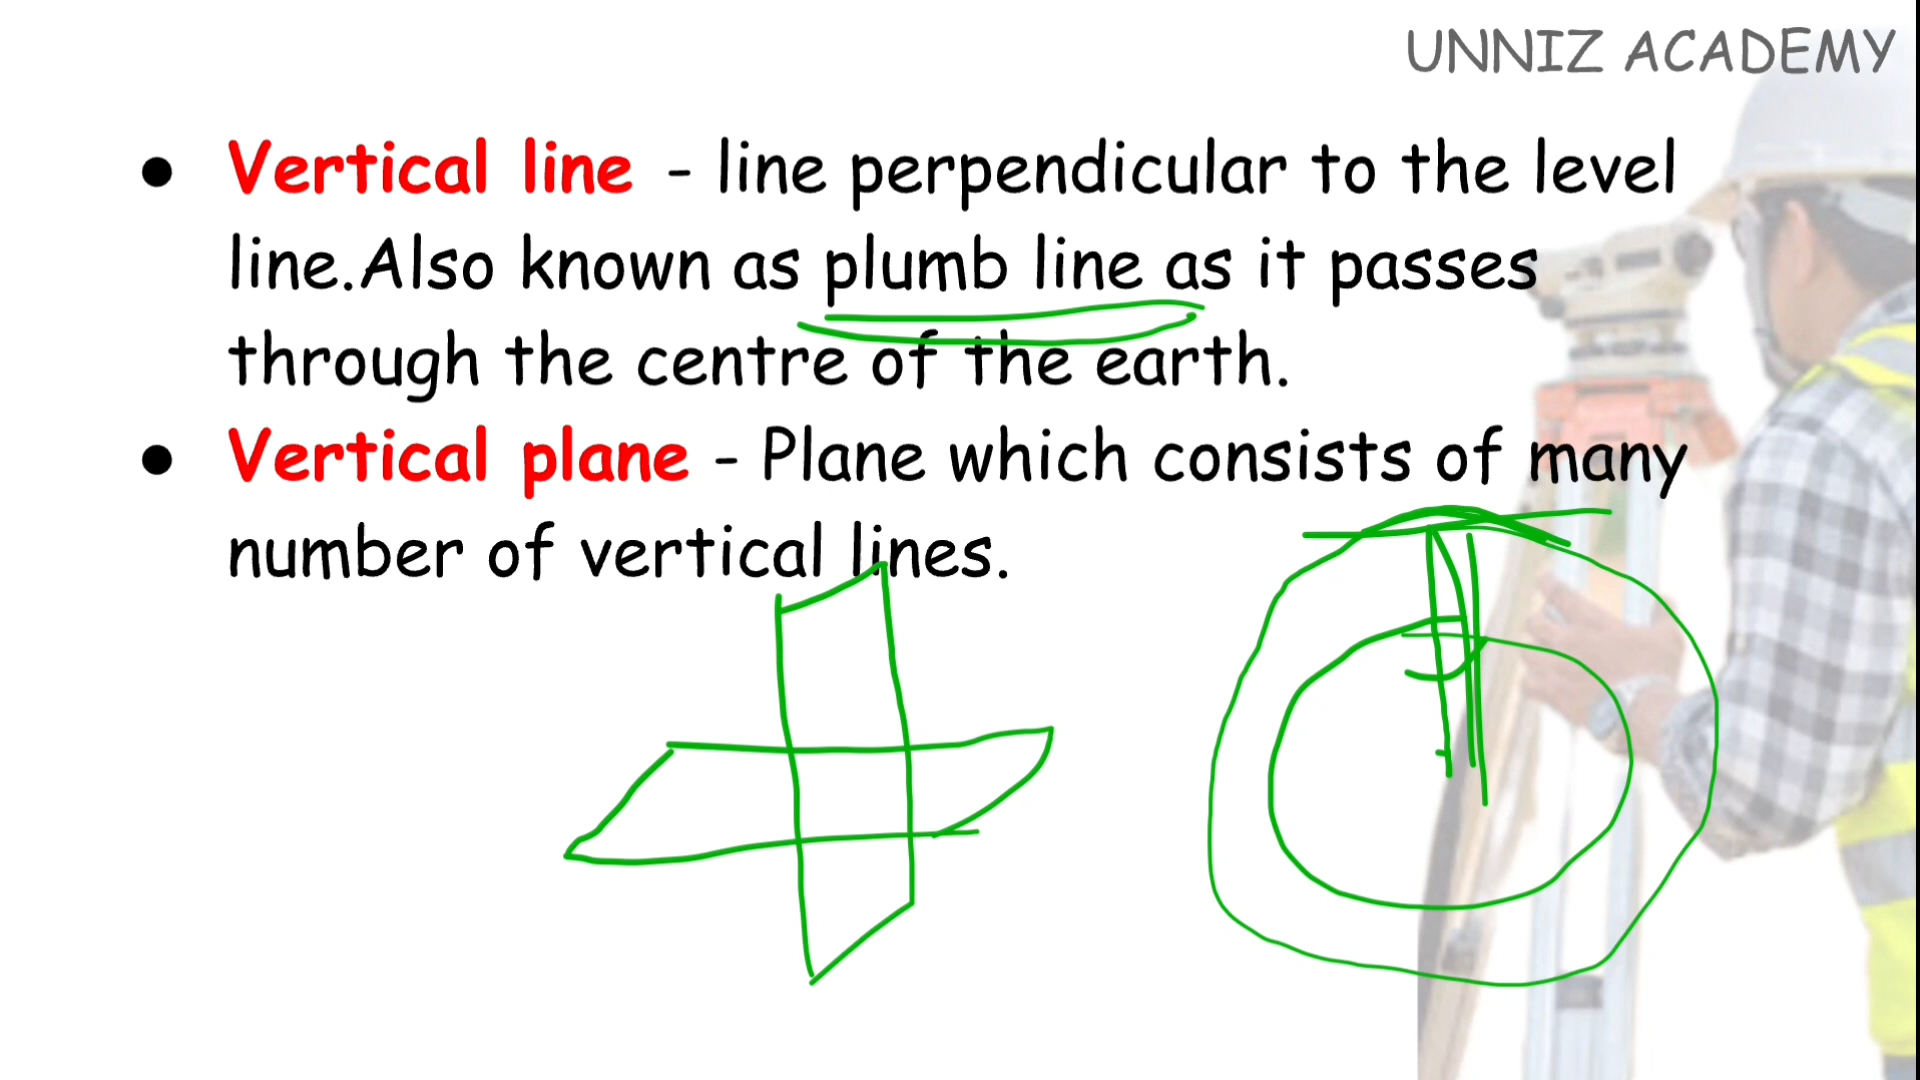 UNNIZ ACADEMY
● Vertical line - line perpendicular to the level
line.Also known as plumb line as it passes
through the centre of the earth.
● Vertical plane - Plane which consists of many
number of vertical lines.